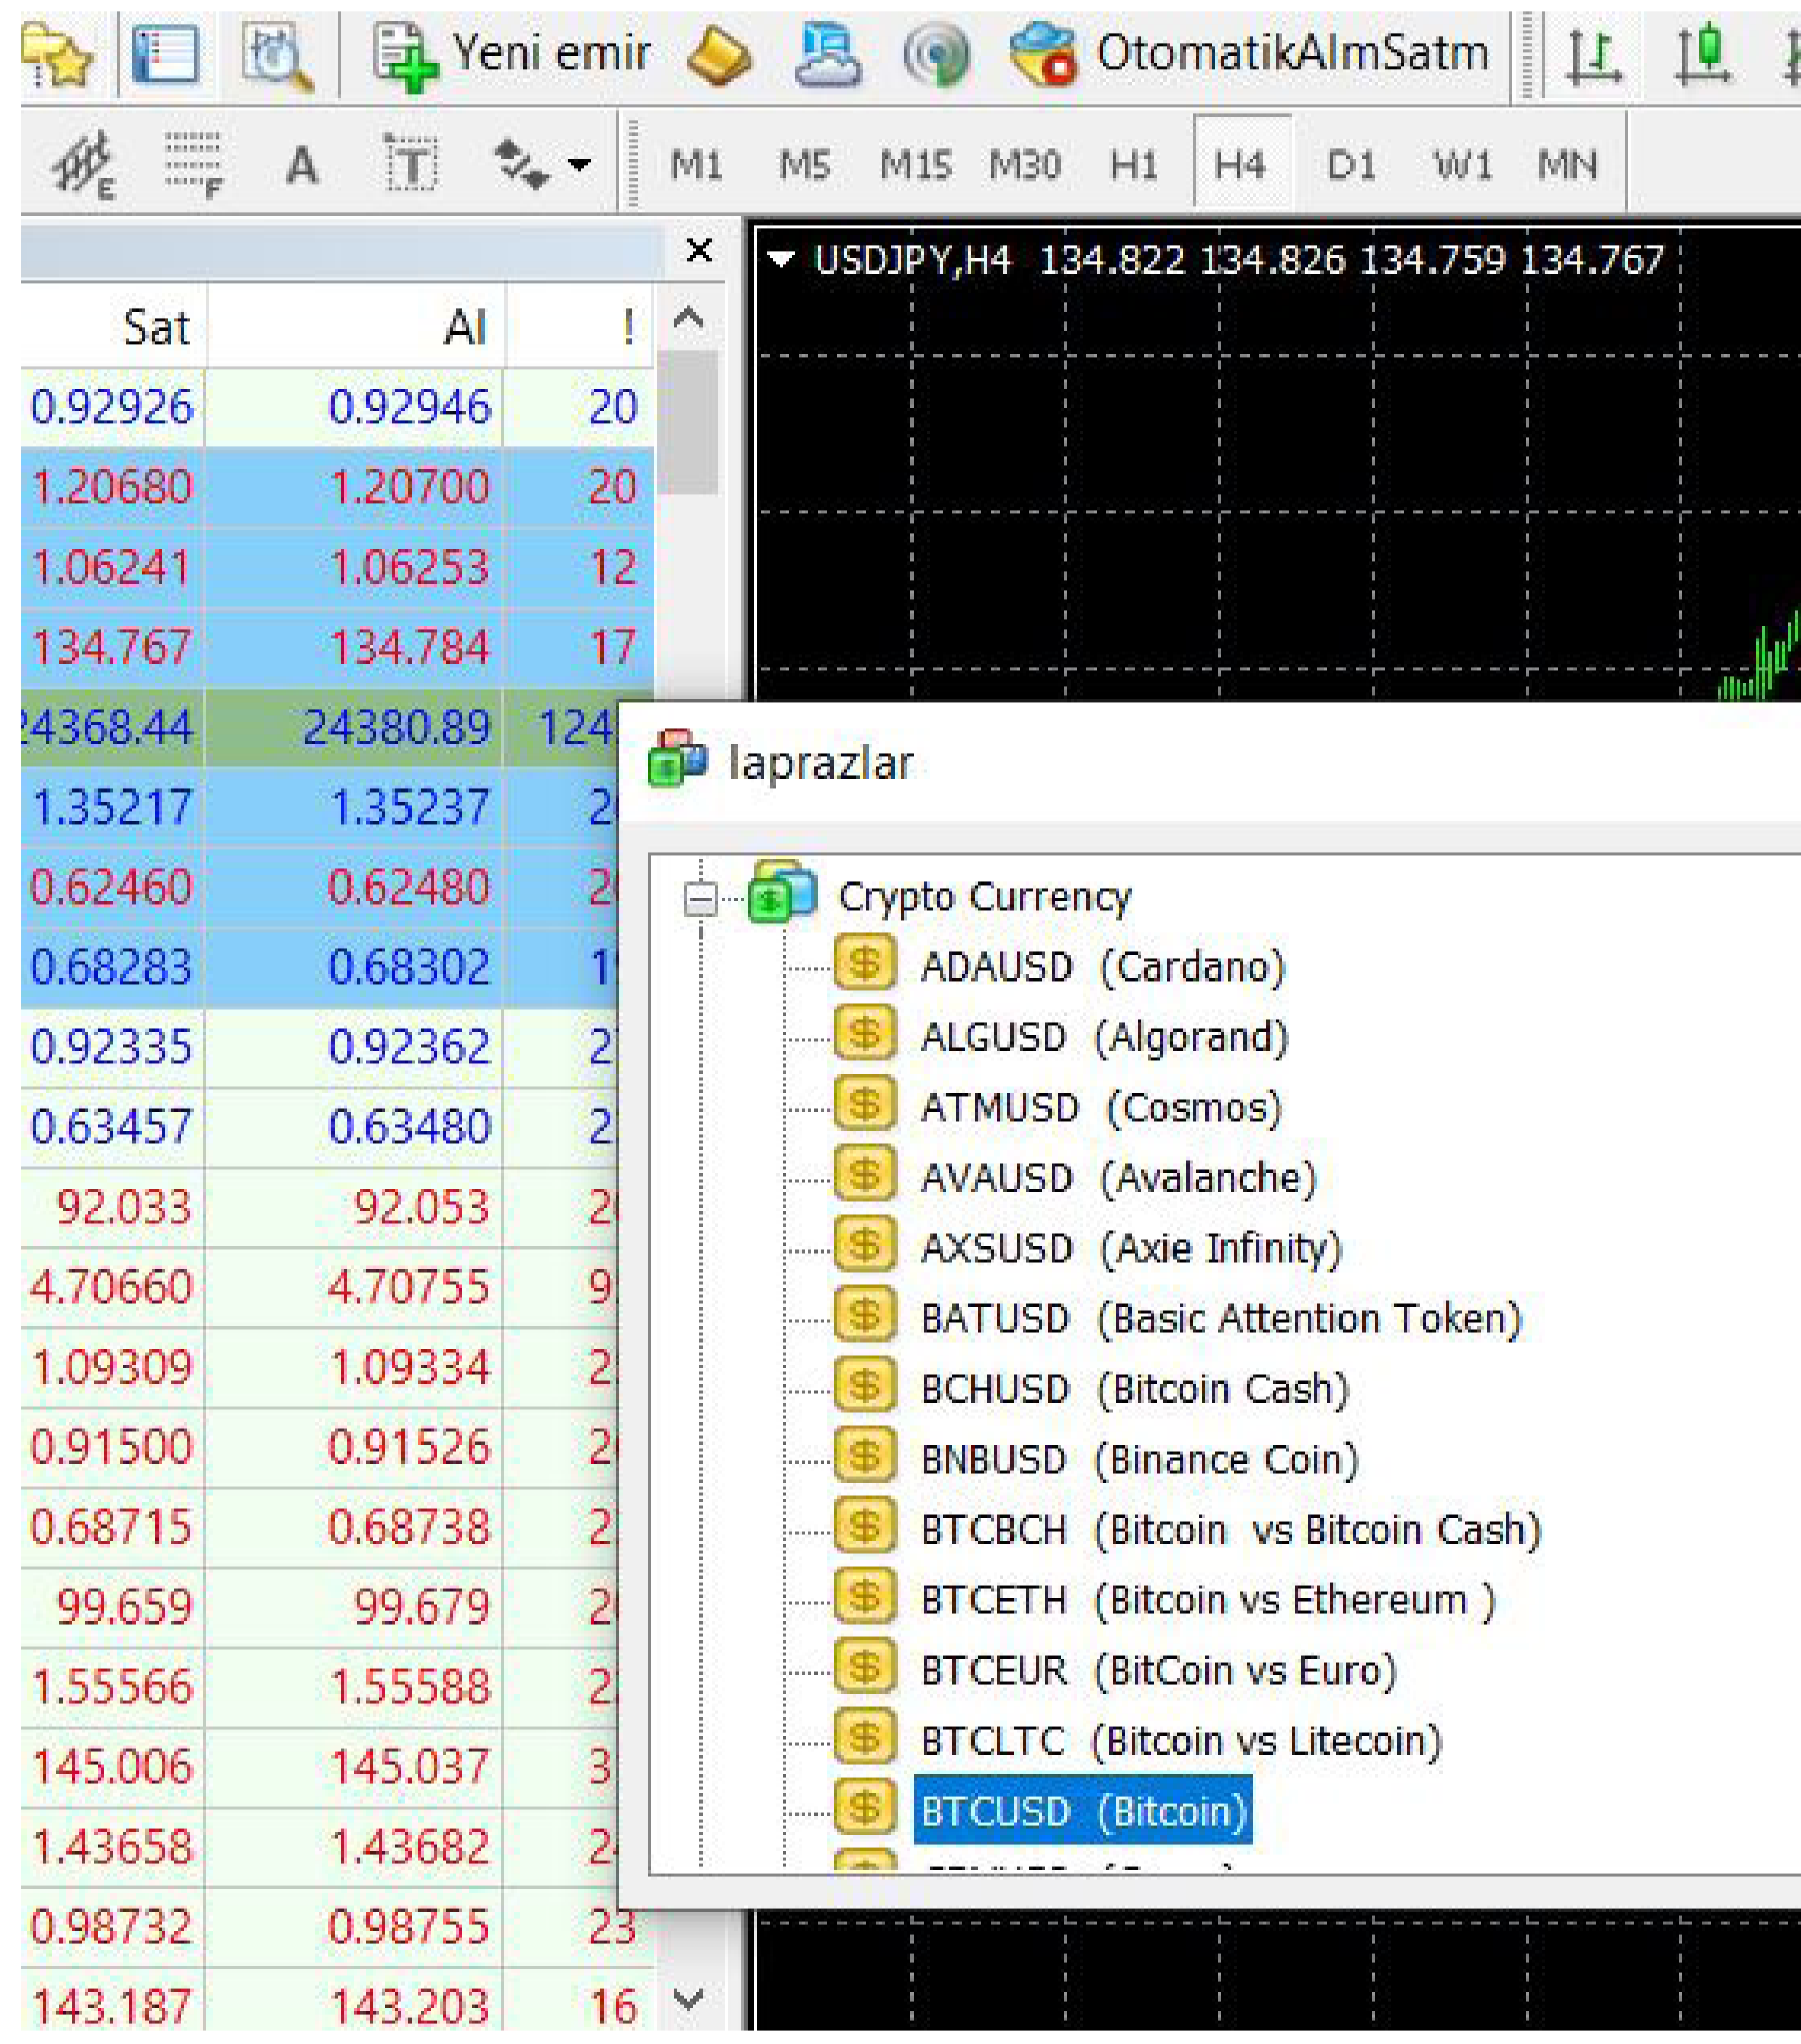 Yeni emir OtomatikAlmSatm
E F A T M1 M5 M15 M30 H1 H4 D1 W1 MN
USDJPY,H4 134.822 134.826 134.759 134.767
Sat Al !
0.92926 0.92946 20
1.20680 1.20700 20
1.06241 1.06253 12
134.767 134.784 17
24368.44 24380.89
1.35217 1.35237
0.62460 0.62480
0.68283 0.68302
0.92335 0.92362
0.63457 0.63480
92.033 92.053
4.70660 4.70755
1.09309 1.09334
0.91500 0.91526
0.68715 0.68738
99.659 99.679
1.55566 1.55588
145.006 145.037
1.43658 1.43682
0.98732 0.98755 23
143.187 143.203 16
laprazlar
Crypto Currency
ADAUSD (Cardano)
ALGUSD (Algorand)
ATMUSD (Cosmos)
AVAUSD (Avalanche)
AXSUSD (Axie Infinity)
BATUSD (Basic Attention Token)
BCHUSD (Bitcoin Cash)
BNBUSD (Binance Coin)
BTCBCH (Bitcoin vs Bitcoin Cash)
BTCETH (Bitcoin vs Ethereum )
BTCEUR (BitCoin vs Euro)
BTCLTC (Bitcoin vs Litecoin)
BTCUSD (Bitcoin)